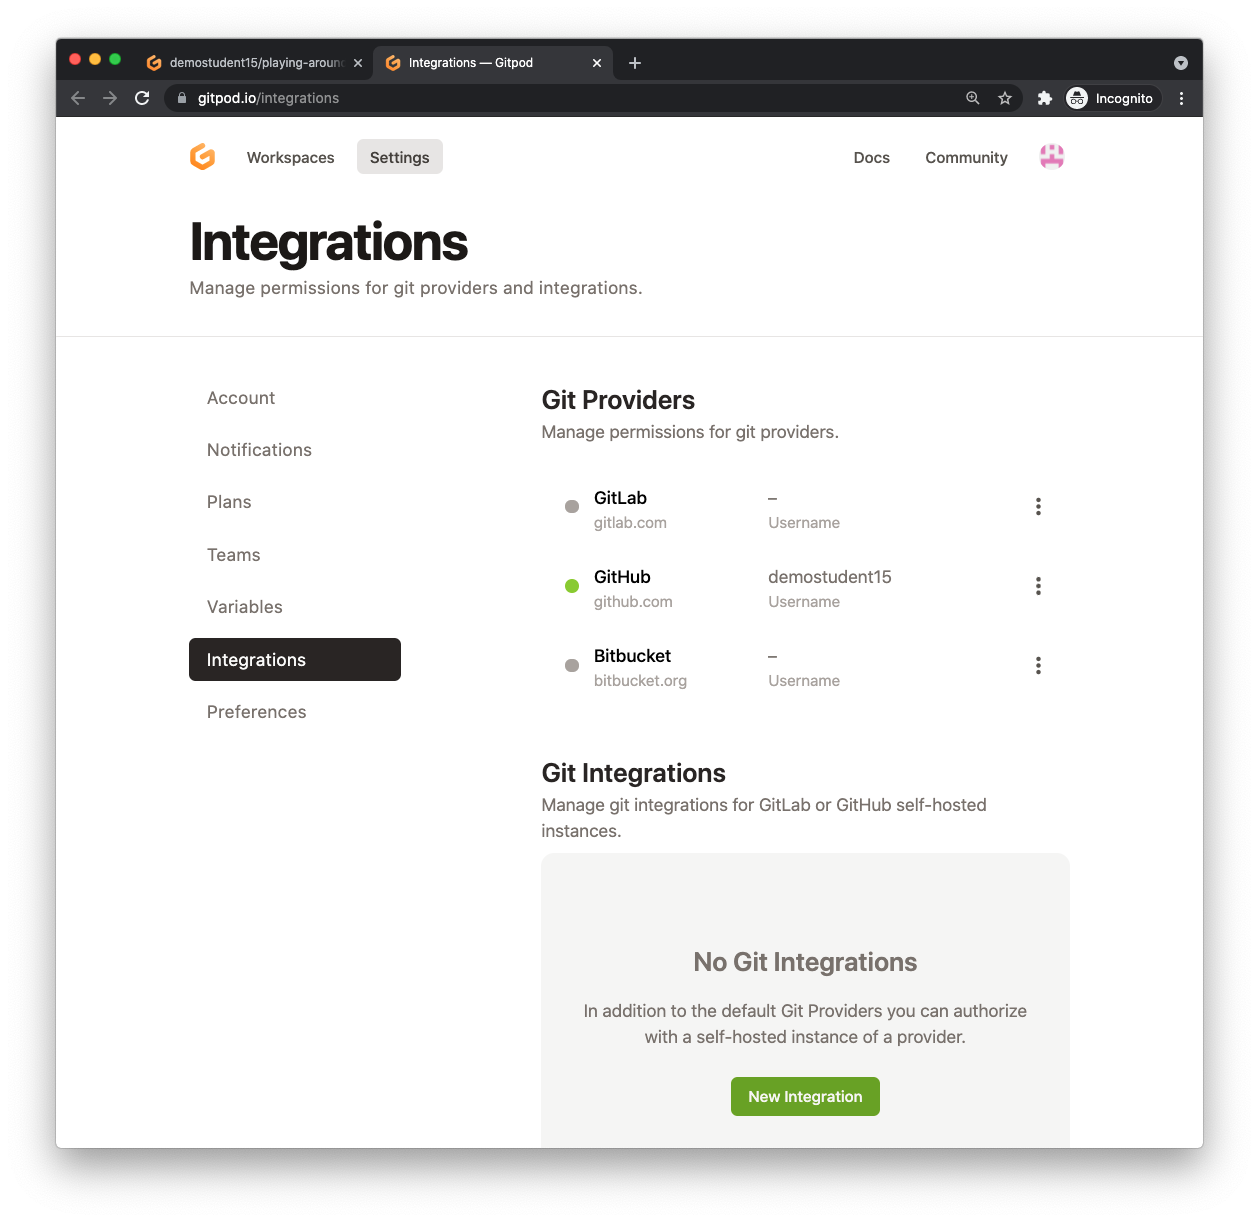 demostudent15/playing-aroun
Integrations — Gitpod
gitpod.io/integrations
Incognito
Workspaces
Settings
Docs
Community
Integrations
Manage permissions for git providers and integrations.
Account
Notifications
Plans
Teams
Variables
Integrations
Preferences
Git Providers
Manage permissions for git providers.
GitLab
–
gitlab.com
Username
GitHub
demostudent15
github.com
Username
Bitbucket
–
bitbucket.org
Username
Git Integrations
Manage git integrations for GitLab or GitHub self-hosted
instances.
No Git Integrations
In addition to the default Git Providers you can authorize
with a self-hosted instance of a provider.
New Integration